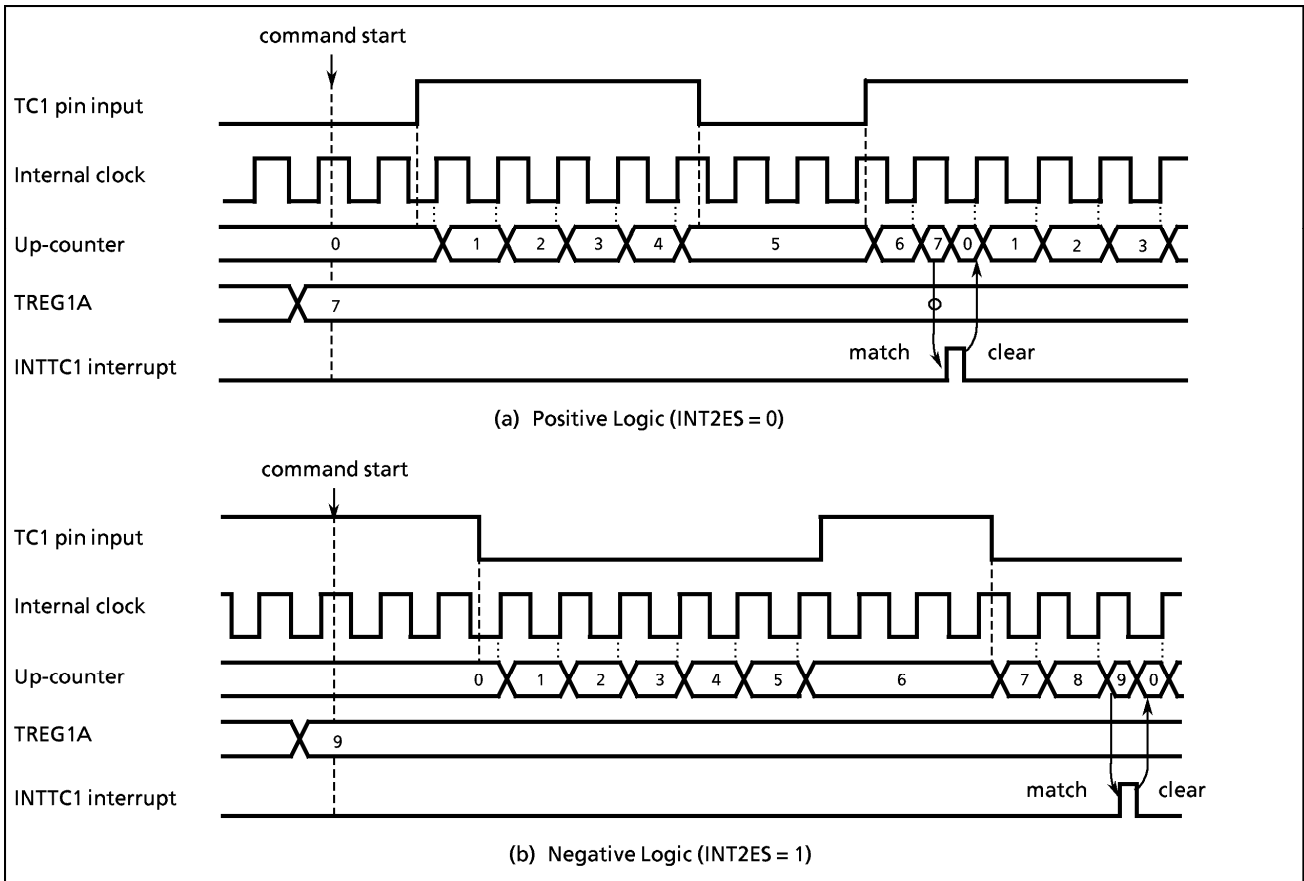 command start
TC1 pin input
Internal clock
Up-counter 0 1 2 3 4 5 6 7 0 1 2 3
TREG1A 7
match clear
INTTC1 interrupt
(a) Positive Logic (INT2ES = 0)
command start
TC1 pin input
Internal clock
Up-counter 0 1 2 3 4 5 6 7 8 9 0
TREG1A 9
match clear
INTTC1 interrupt
(b) Negative Logic (INT2ES = 1)